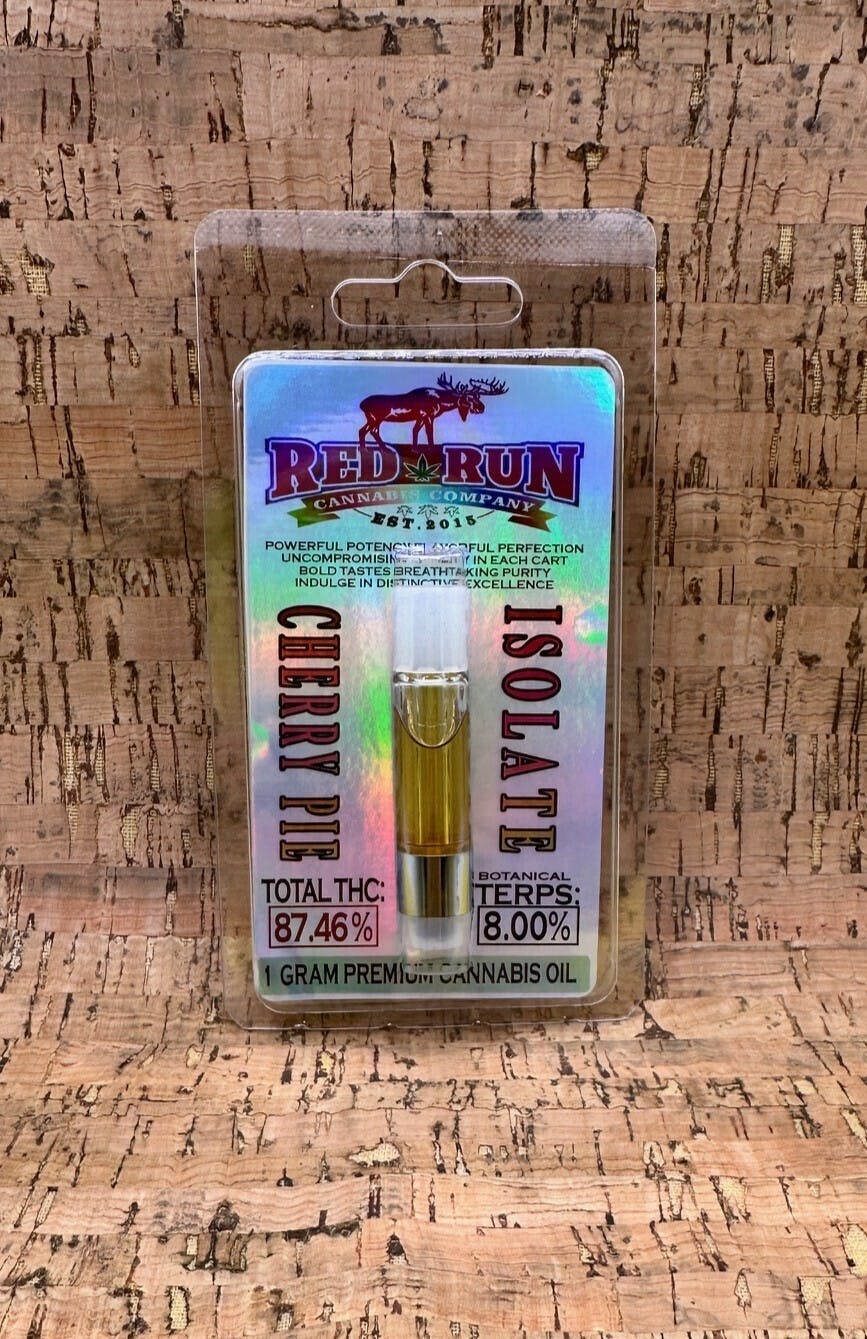 RED RUN
CANNABIS COMPANY
EST. 2015
POWERFUL POTENCY FLAVORFUL PERFECTION
UNCOMPROMISING IN EACH CART
BOLD TASTES BREATHTAKING PURITY
INDULGE IN DISTINCTIVE EXCELLENCE
CHERRY PIE
ISOLATE
TOTAL THC:
87.46%
BOTANICAL
TERPS:
8.00%
1 GRAM PREMIUM CANNABIS OIL